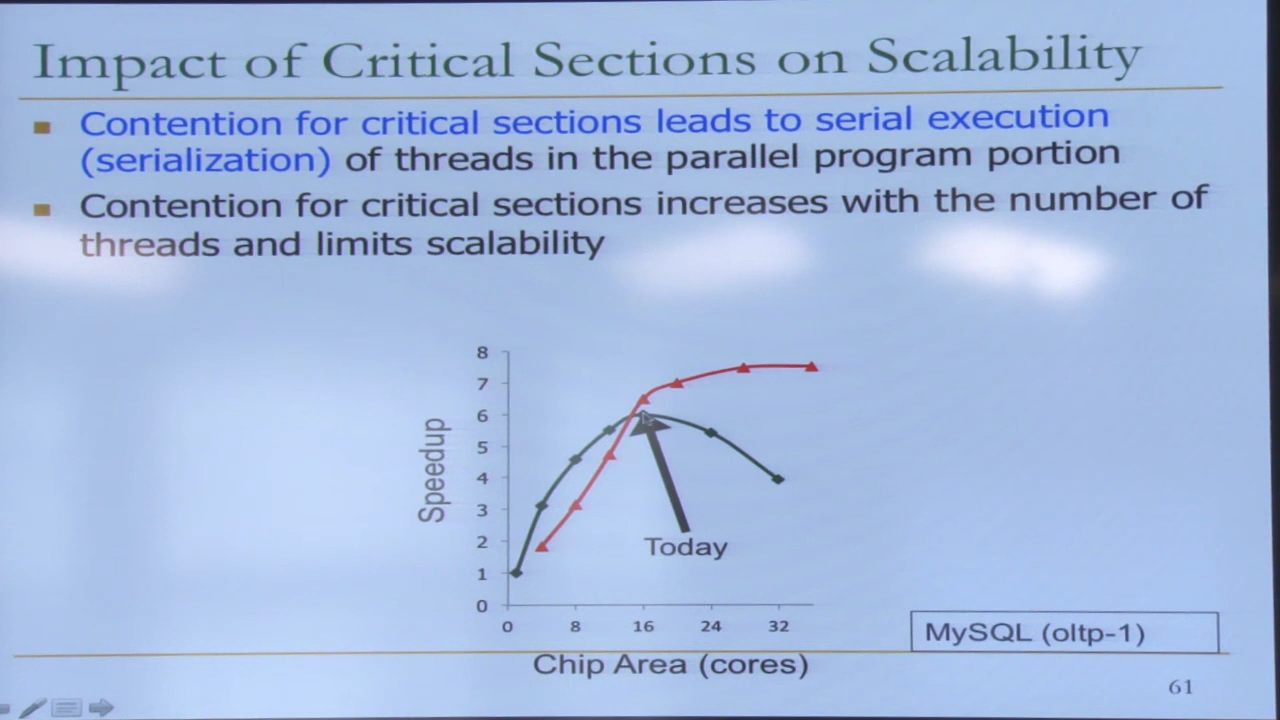 Impact of Critical Sections on Scalability
Contention for critical sections leads to serial execution
(serialization) of threads in the parallel program portion
Contention for critical sections increases with the number of
threads and limits scalability
8
7
6
5
4
3
2
1
0
Speedup
Today
0 8 16 24 32
Chip Area (cores)
MySQL (oltp-1)
61